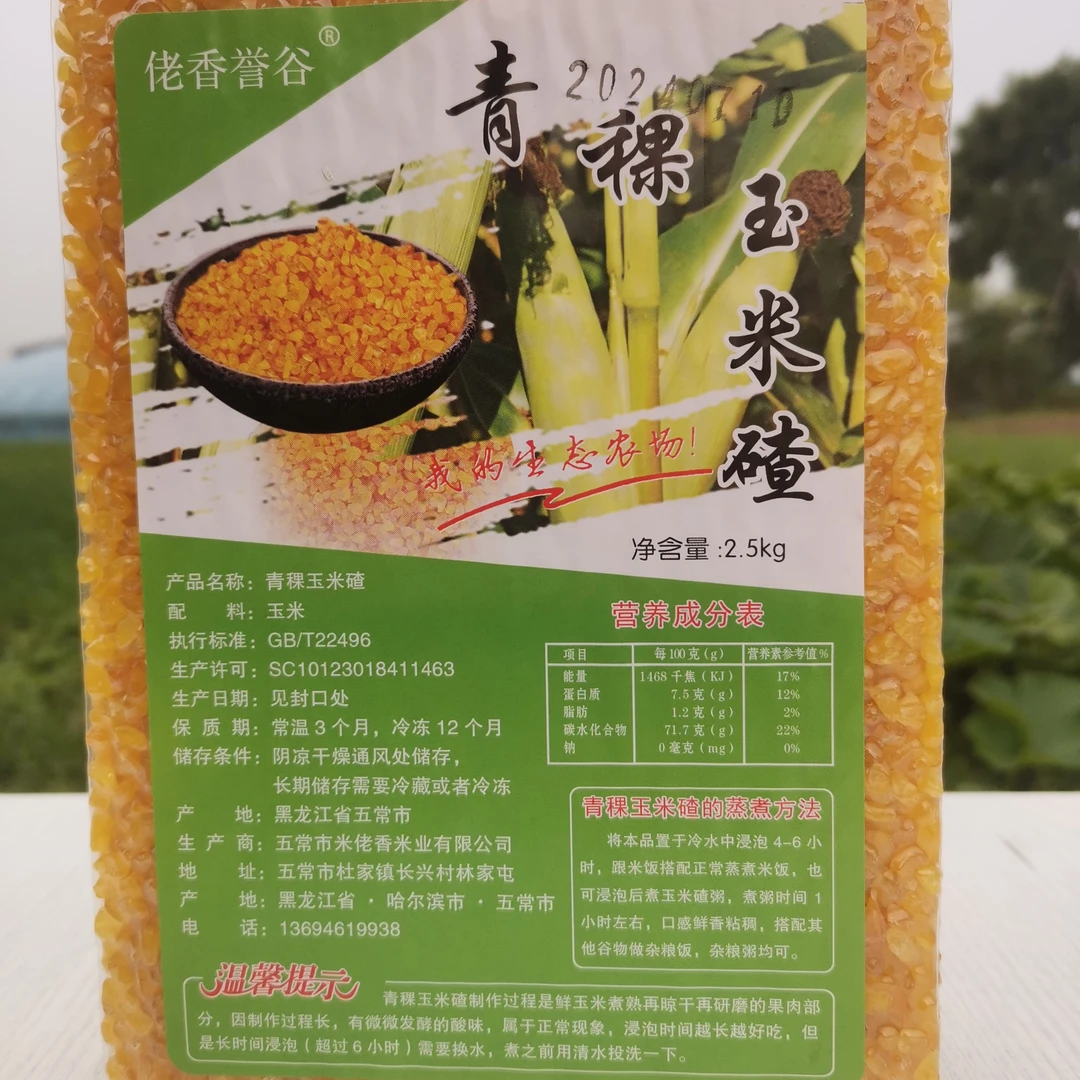 佬香誉谷®
20240710
青稞玉米碴
我的生态农场!
净含量:2.5kg
产品名称：青稞玉米碴
配 料：玉米
执行标准：GB/T22496
生产许可：SC10123018411463
生产日期：见封口处
保 质 期：常温3个月，冷冻12个月
储存条件：阴凉干燥通风处储存，
长期储存需要冷藏或者冷冻
产 地：黑龙江省五常市
生 产 商：五常市米佬香米业有限公司
地 址：五常市杜家镇长兴村林家屯
产 地：黑龙江省·哈尔滨市·五常市
电 话：13694619938
营养成分表
项目 每100克(g) 营养素参考值%
能量 1468千焦(KJ) 17%
蛋白质 7.5克(g) 12%
脂肪 1.2克(g) 2%
碳水化合物 71.7克(g) 22%
钠 0毫克(mg) 0%
青稞玉米碴的蒸煮方法
将本品置于冷水中浸泡4-6小
时，跟米饭搭配正常蒸煮米饭，也
可浸泡后煮玉米碴粥，煮粥时间1
小时左右，口感鲜香粘稠，搭配其
他谷物做杂粮饭，杂粮粥均可。
温馨提示
青稞玉米碴制作过程是鲜玉米煮熟再晾干再研磨的果肉部
分，因制作过程长，有微微发酵的酸味，属于正常现象，浸泡时间越长越好吃，但
是长时间浸泡（超过6小时）需要换水，煮之前用清水投洗一下。